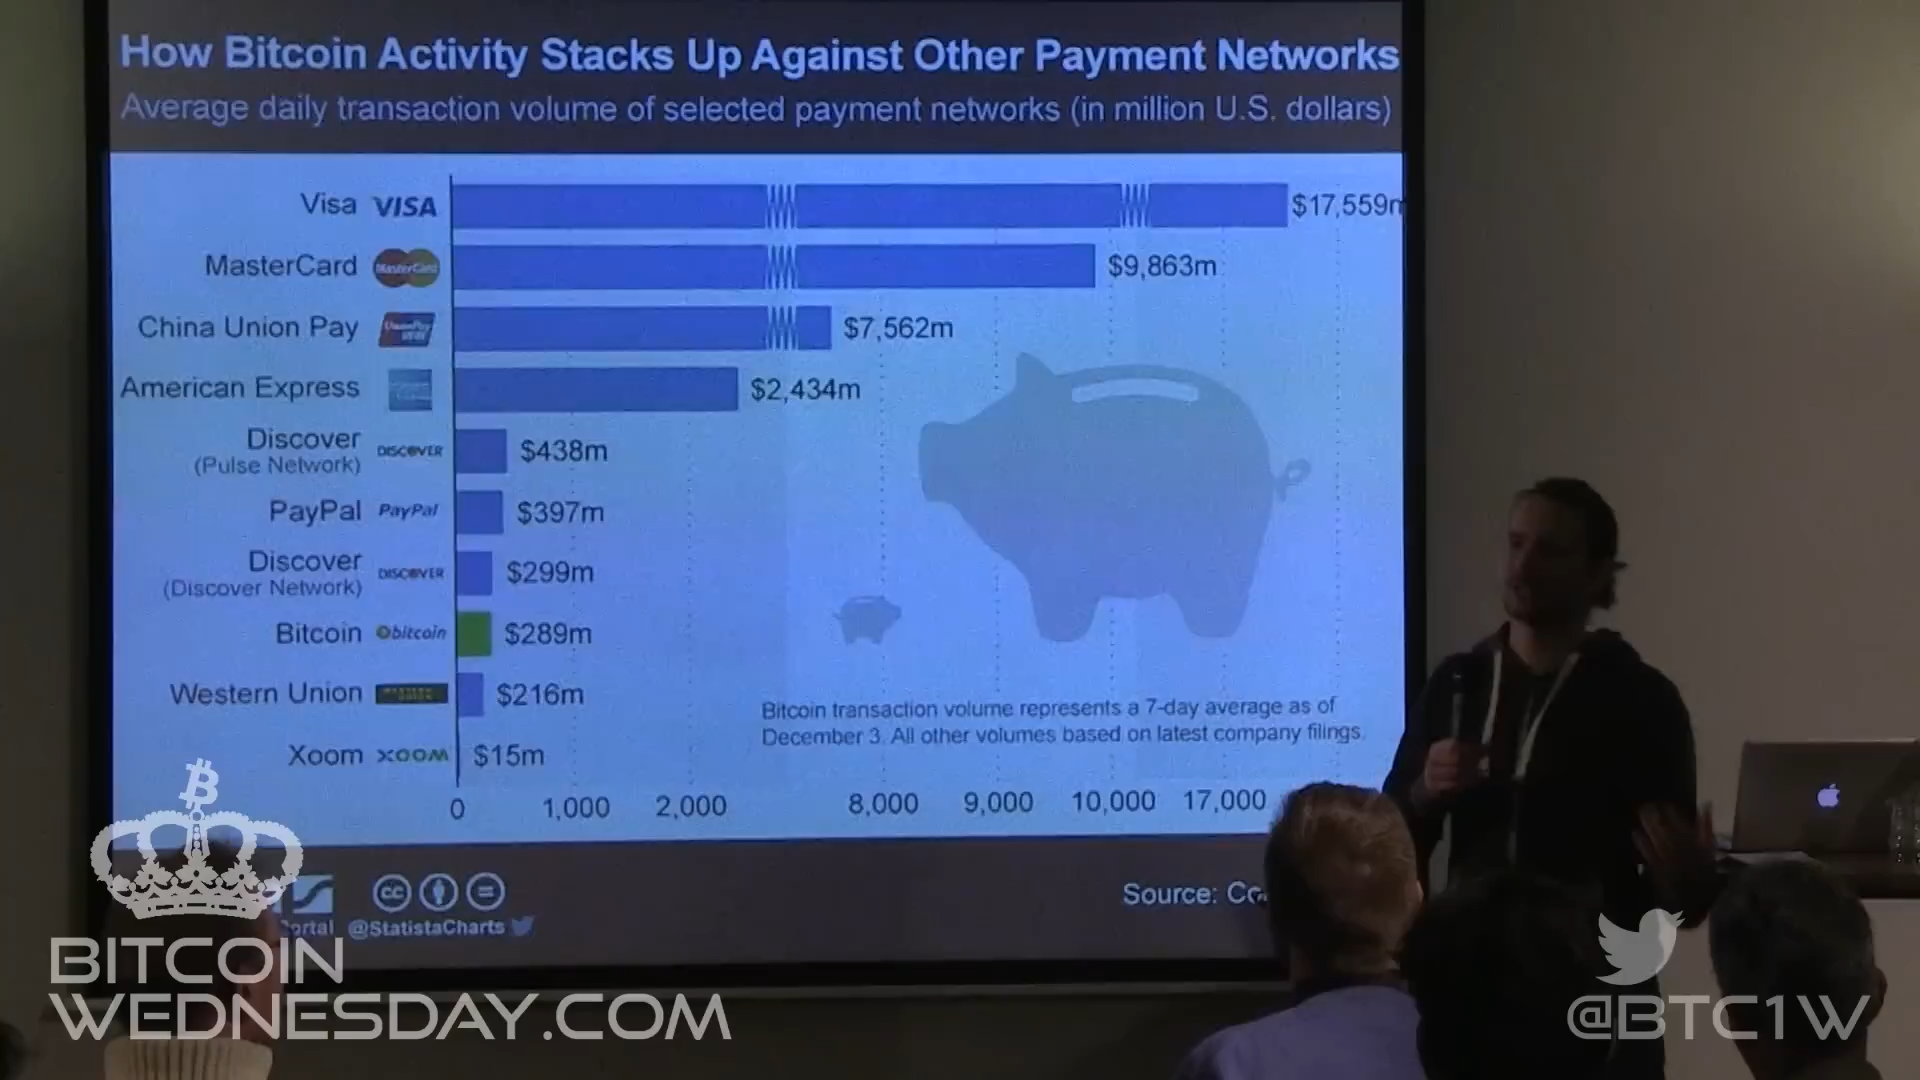 How Bitcoin Activity Stacks Up Against Other Payment Networks
Average daily transaction volume of selected payment networks (in million U.S. dollars)
Visa VISA $17,559m
MasterCard MasterCard $9,863m
China Union Pay UnionPay $7,562m
American Express $2,434m
Discover DISCOVER $438m
(Pulse Network)
PayPal PayPal $397m
Discover DISCOVER $299m
(Discover Network)
Bitcoin bitcoin $289m
Western Union $216m
Xoom xoom $15m
Bitcoin transaction volume represents a 7-day average as of
December 3. All other volumes based on latest company filings.
0 1,000 2,000 8,000 9,000 10,000 17,000
cc
Source:
@StatistaCharts
BITCOIN
WEDNESDAY.COM
@BTC1W